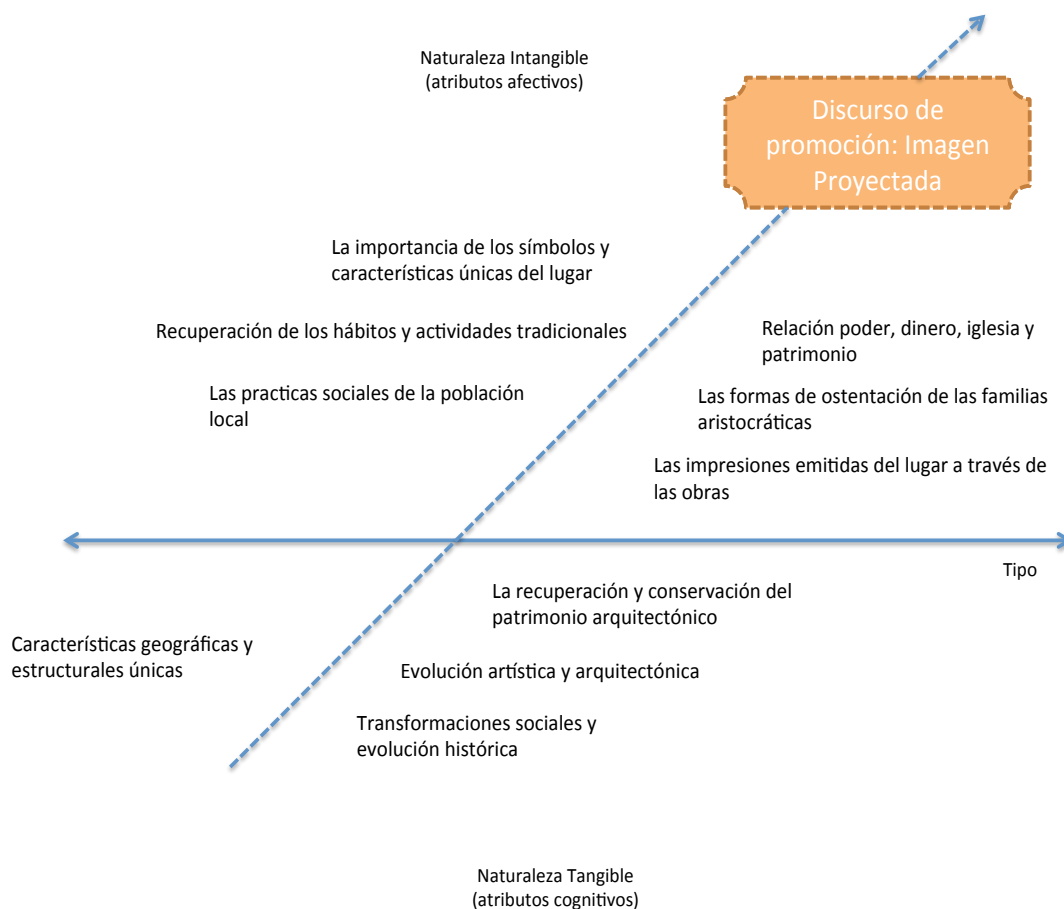 Naturaleza Intangible
(atributos afectivos)
Discurso de
promoción: Imagen
Proyectada
La importancia de los símbolos y
características únicas del lugar
Recuperación de los hábitos y actividades tradicionales
Las practicas sociales de la población
local
Relación poder, dinero, iglesia y
patrimonio
Las formas de ostentación de las familias
aristocráticas
Las impresiones emitidas del lugar a través de
las obras
Tipo
La recuperación y conservación del
patrimonio arquitectónico
Características geográficas y
estructurales únicas
Evolución artística y arquitectónica
Transformaciones sociales y
evolución histórica
Naturaleza Tangible
(atributos cognitivos)